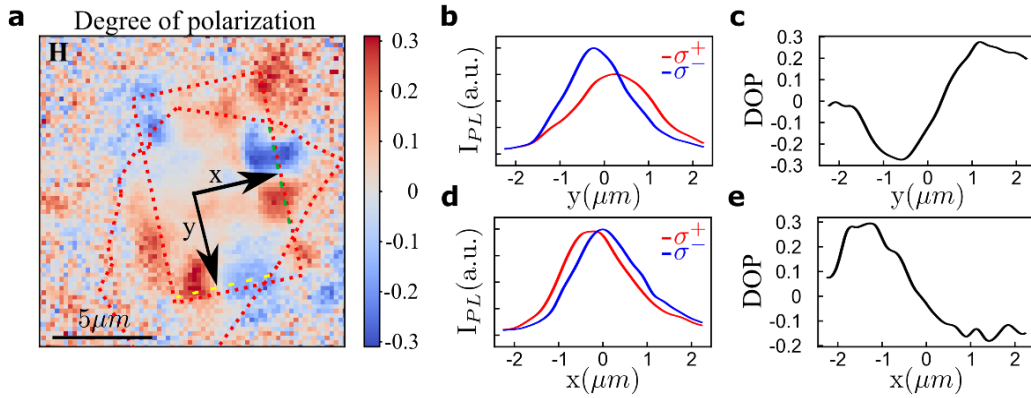 a
Degree of polarization
H
x
y
5μm
0.3
0.2
0.1
0
-0.1
-0.2
-0.3
b
I_PL(a.u.)
-σ⁺
-σ⁻
-2 -1 0 1 2
y(μm)
c
DOP
0.3
0.2
0.1
0
-0.1
-0.2
-0.3
-2 -1 0 1 2
y(μm)
d
I_PL(a.u.)
-σ⁺
-σ⁻
-2 -1 0 1 2
x(μm)
e
DOP
0.3
0.2
0.1
0
-0.1
-0.2
-2 -1 0 1 2
x(μm)